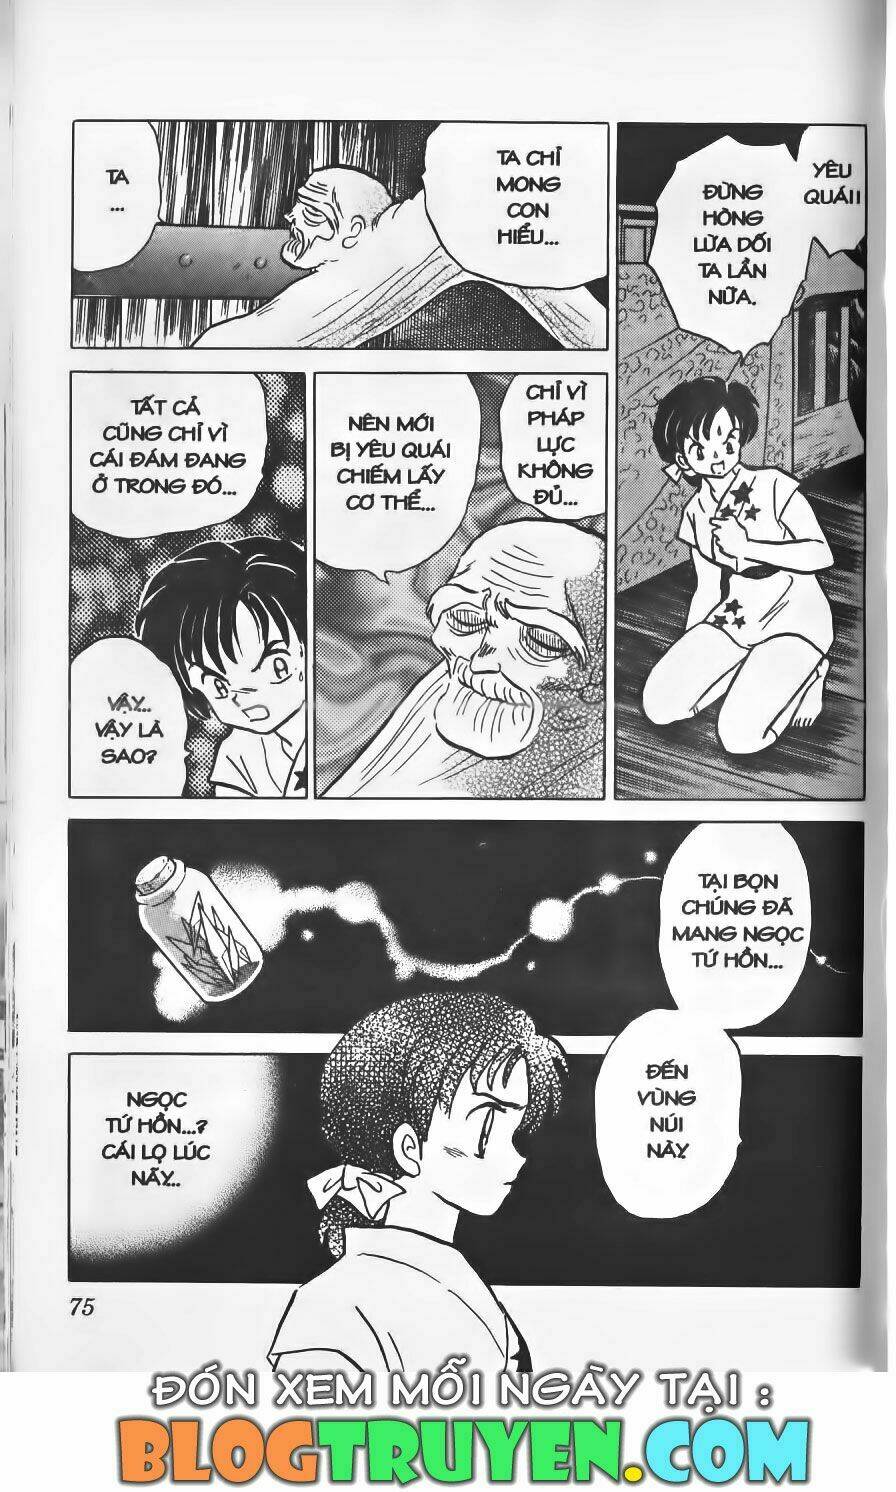 YÊU
QUÁI!
ĐỪNG
HÒNG
LỪA DỐI
TA LẦN
NỮA.
TA CHỈ
MONG
CON
HIỂU...
TA
...
CHỈ VÌ
PHÁP
LỰC
KHÔNG
ĐỦ...
NÊN MỚI
BỊ YÊU QUÁI
CHIẾM LẤY
CƠ THỂ...
TẤT CẢ
CŨNG CHỈ VÌ
CÁI ĐÁM ĐANG
Ở TRONG ĐÓ...
VẬY...
VẬY LÀ
SAO?
TẠI BỌN
CHÚNG ĐÃ
MANG NGỌC
TỨ HỒN...
ĐẾN
VÙNG
NÚI
NÀY.
NGỌC
TỨ HỒN...?
CÁI LỌ LÚC
NÃY...
75
ĐÓN XEM MỖI NGÀY TẠI :
BLOGTRUYEN.COM